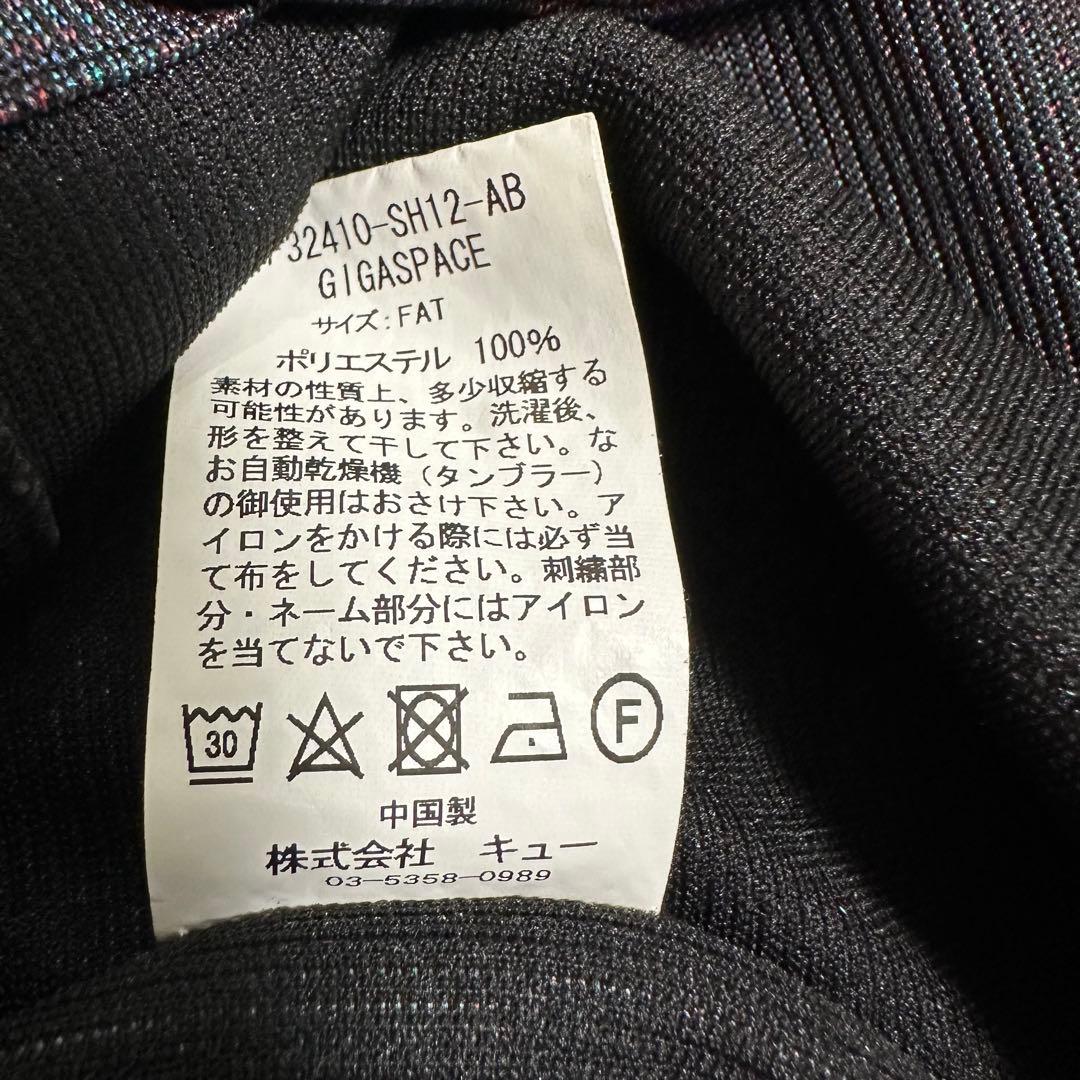 32410-SH12-AB
GIGASPACE
サイズ:FAT
ポリエステル 100%
素材の性質上、多少収縮する
可能性があります。洗濯後、
形を整えて干して下さい。な
お自動乾燥機(タンブラー)
の御使用はおさけ下さい。ア
イロンをかける際には必ず当
て布をしてください。刺繍部
分・ネーム部分にはアイロン
を当てないで下さい。
30 F
中国製
株式会社 キュー
03-5358-0989